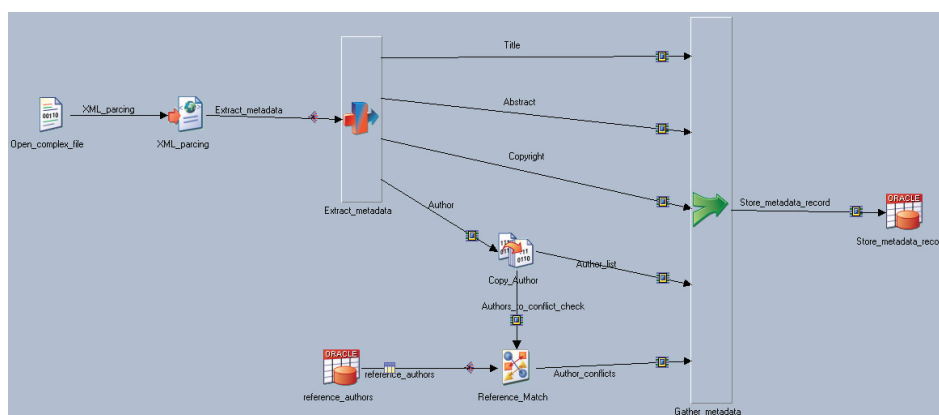 Title
Abstract
XML_parcing
Extract_metadata
00110
Open_complex_file
XML_parcing
Copyright
Extract_metadata
Author
Store_metadata_record
ORACLE
Store_metadata_reco
Author_list
Copy_Author
Authors_to_conflict_check
ORACLE
reference_authors
reference_authors
Reference_Match
Author_conflicts
Gather_metadata